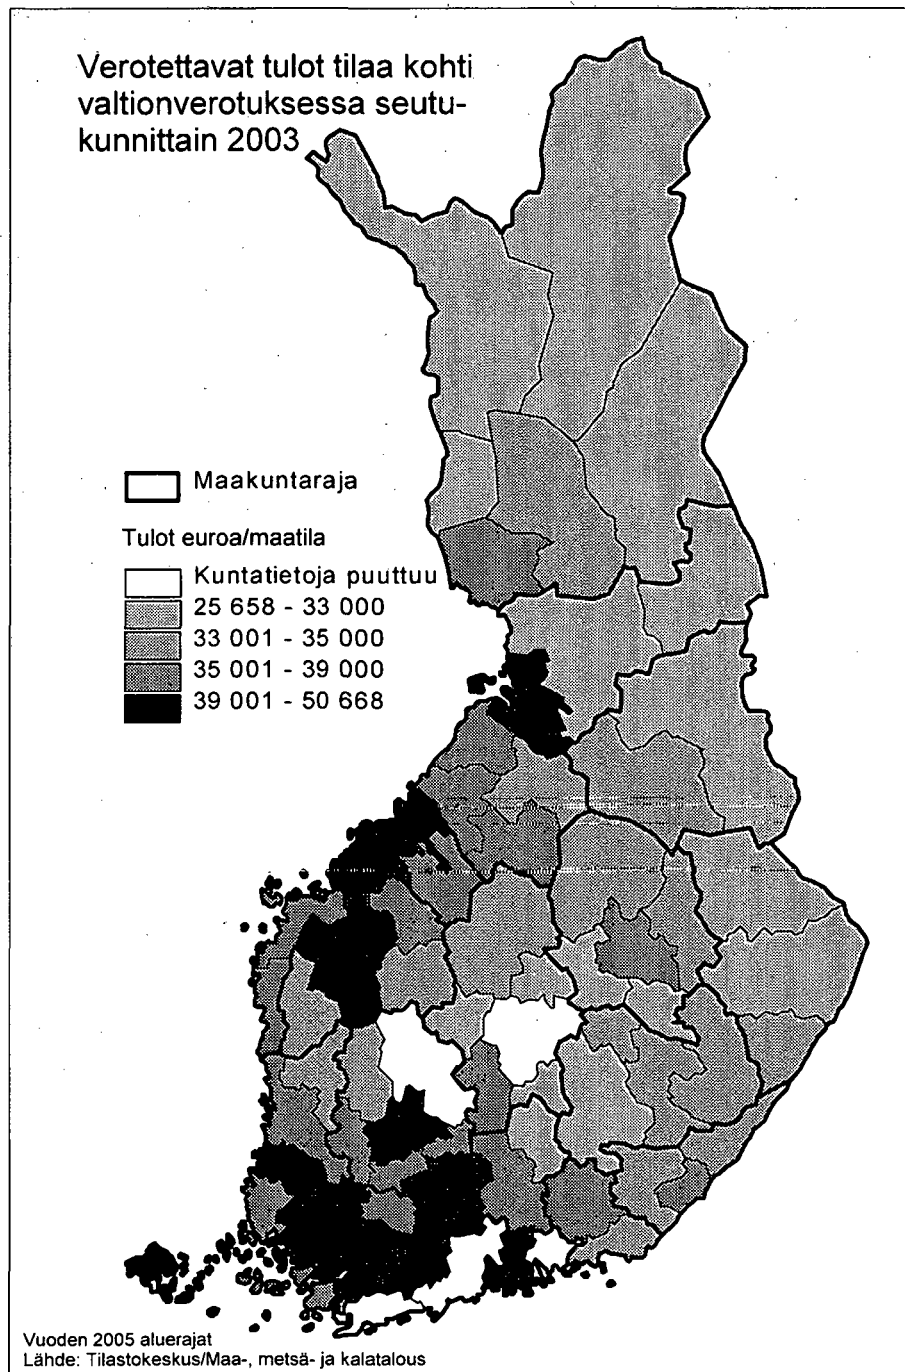 Verotettavat tulot tilaa kohti
valtionverotuksessa seutu-
kunnittain 2003
Maakuntaraja
Tulot euroa/maatila
Kuntatietoja puuttuu
25 658 - 33 000
33 001 - 35 000
35 001 - 39 000
39 001 - 50 668
Vuoden 2005 aluerajat
Lähde: Tilastokeskus/Maa-, metsä- ja kalatalous